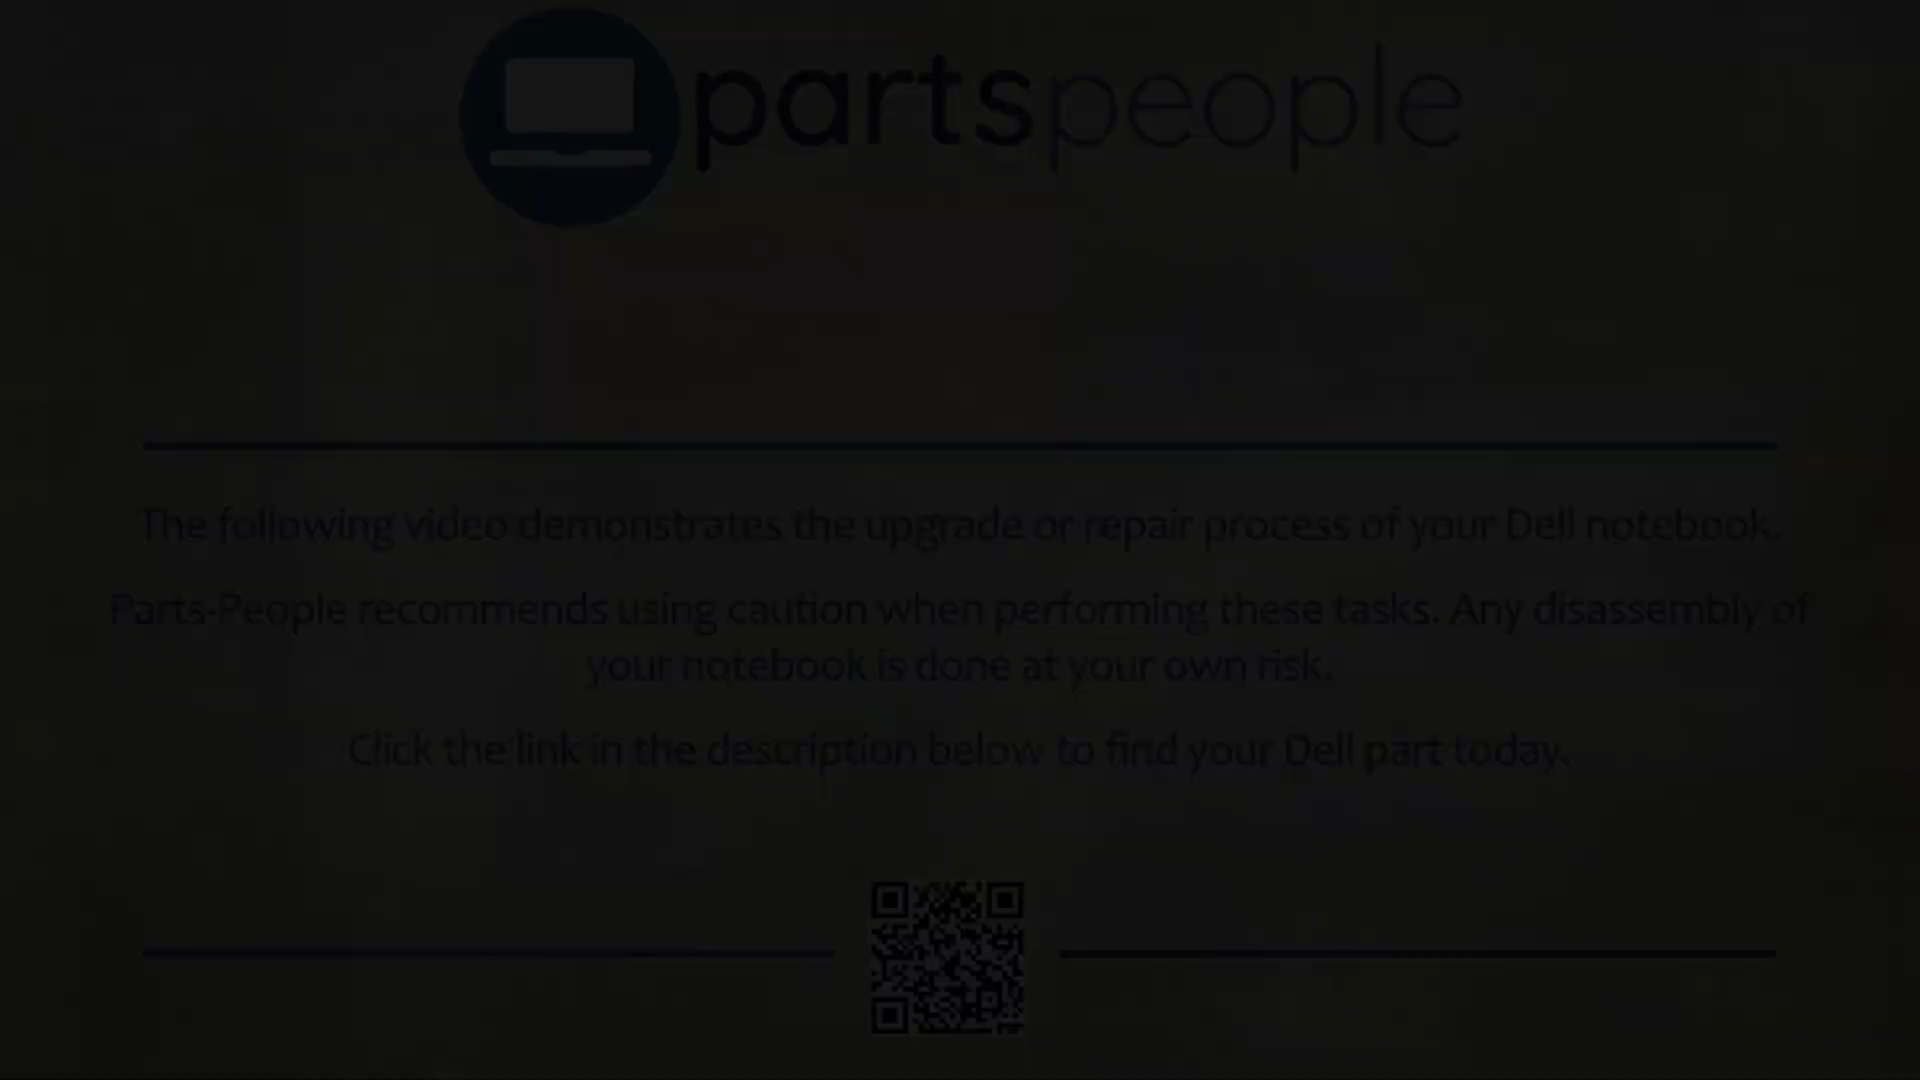 partspeople
The following video demonstrates the upgrade or repair process of your Dell notebook.
Parts-People recommends using caution when performing these tasks. Any disassembly of
your notebook is done at your own risk.
Click the link in the description below to find your Dell part today.